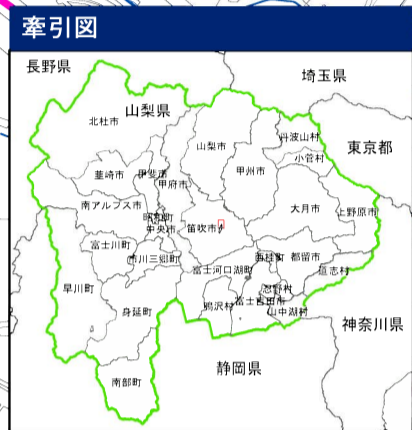 牽引図
長野県
埼玉県
山梨県
北杜市
丹波山村
山梨市
小菅村
東京都
甲斐市
甲州市
韮崎市
甲府市
南アルプス市
大月市
上野原市
昭和町
中央市
笛吹市
富士川町
西桂町
都留市
市川三郷町
富士河口湖町
道志村
早川町
忍野村
鳴沢村
富士吉田市
山中湖村
身延町
神奈川県
静岡県
南部町